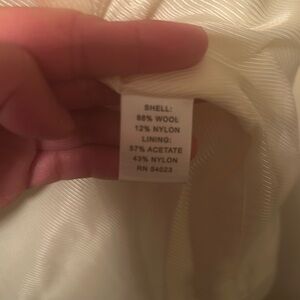 SHELL:
88% WOOL
12% NYLON
LINING:
57% ACETATE
43% NYLON
RN 54023